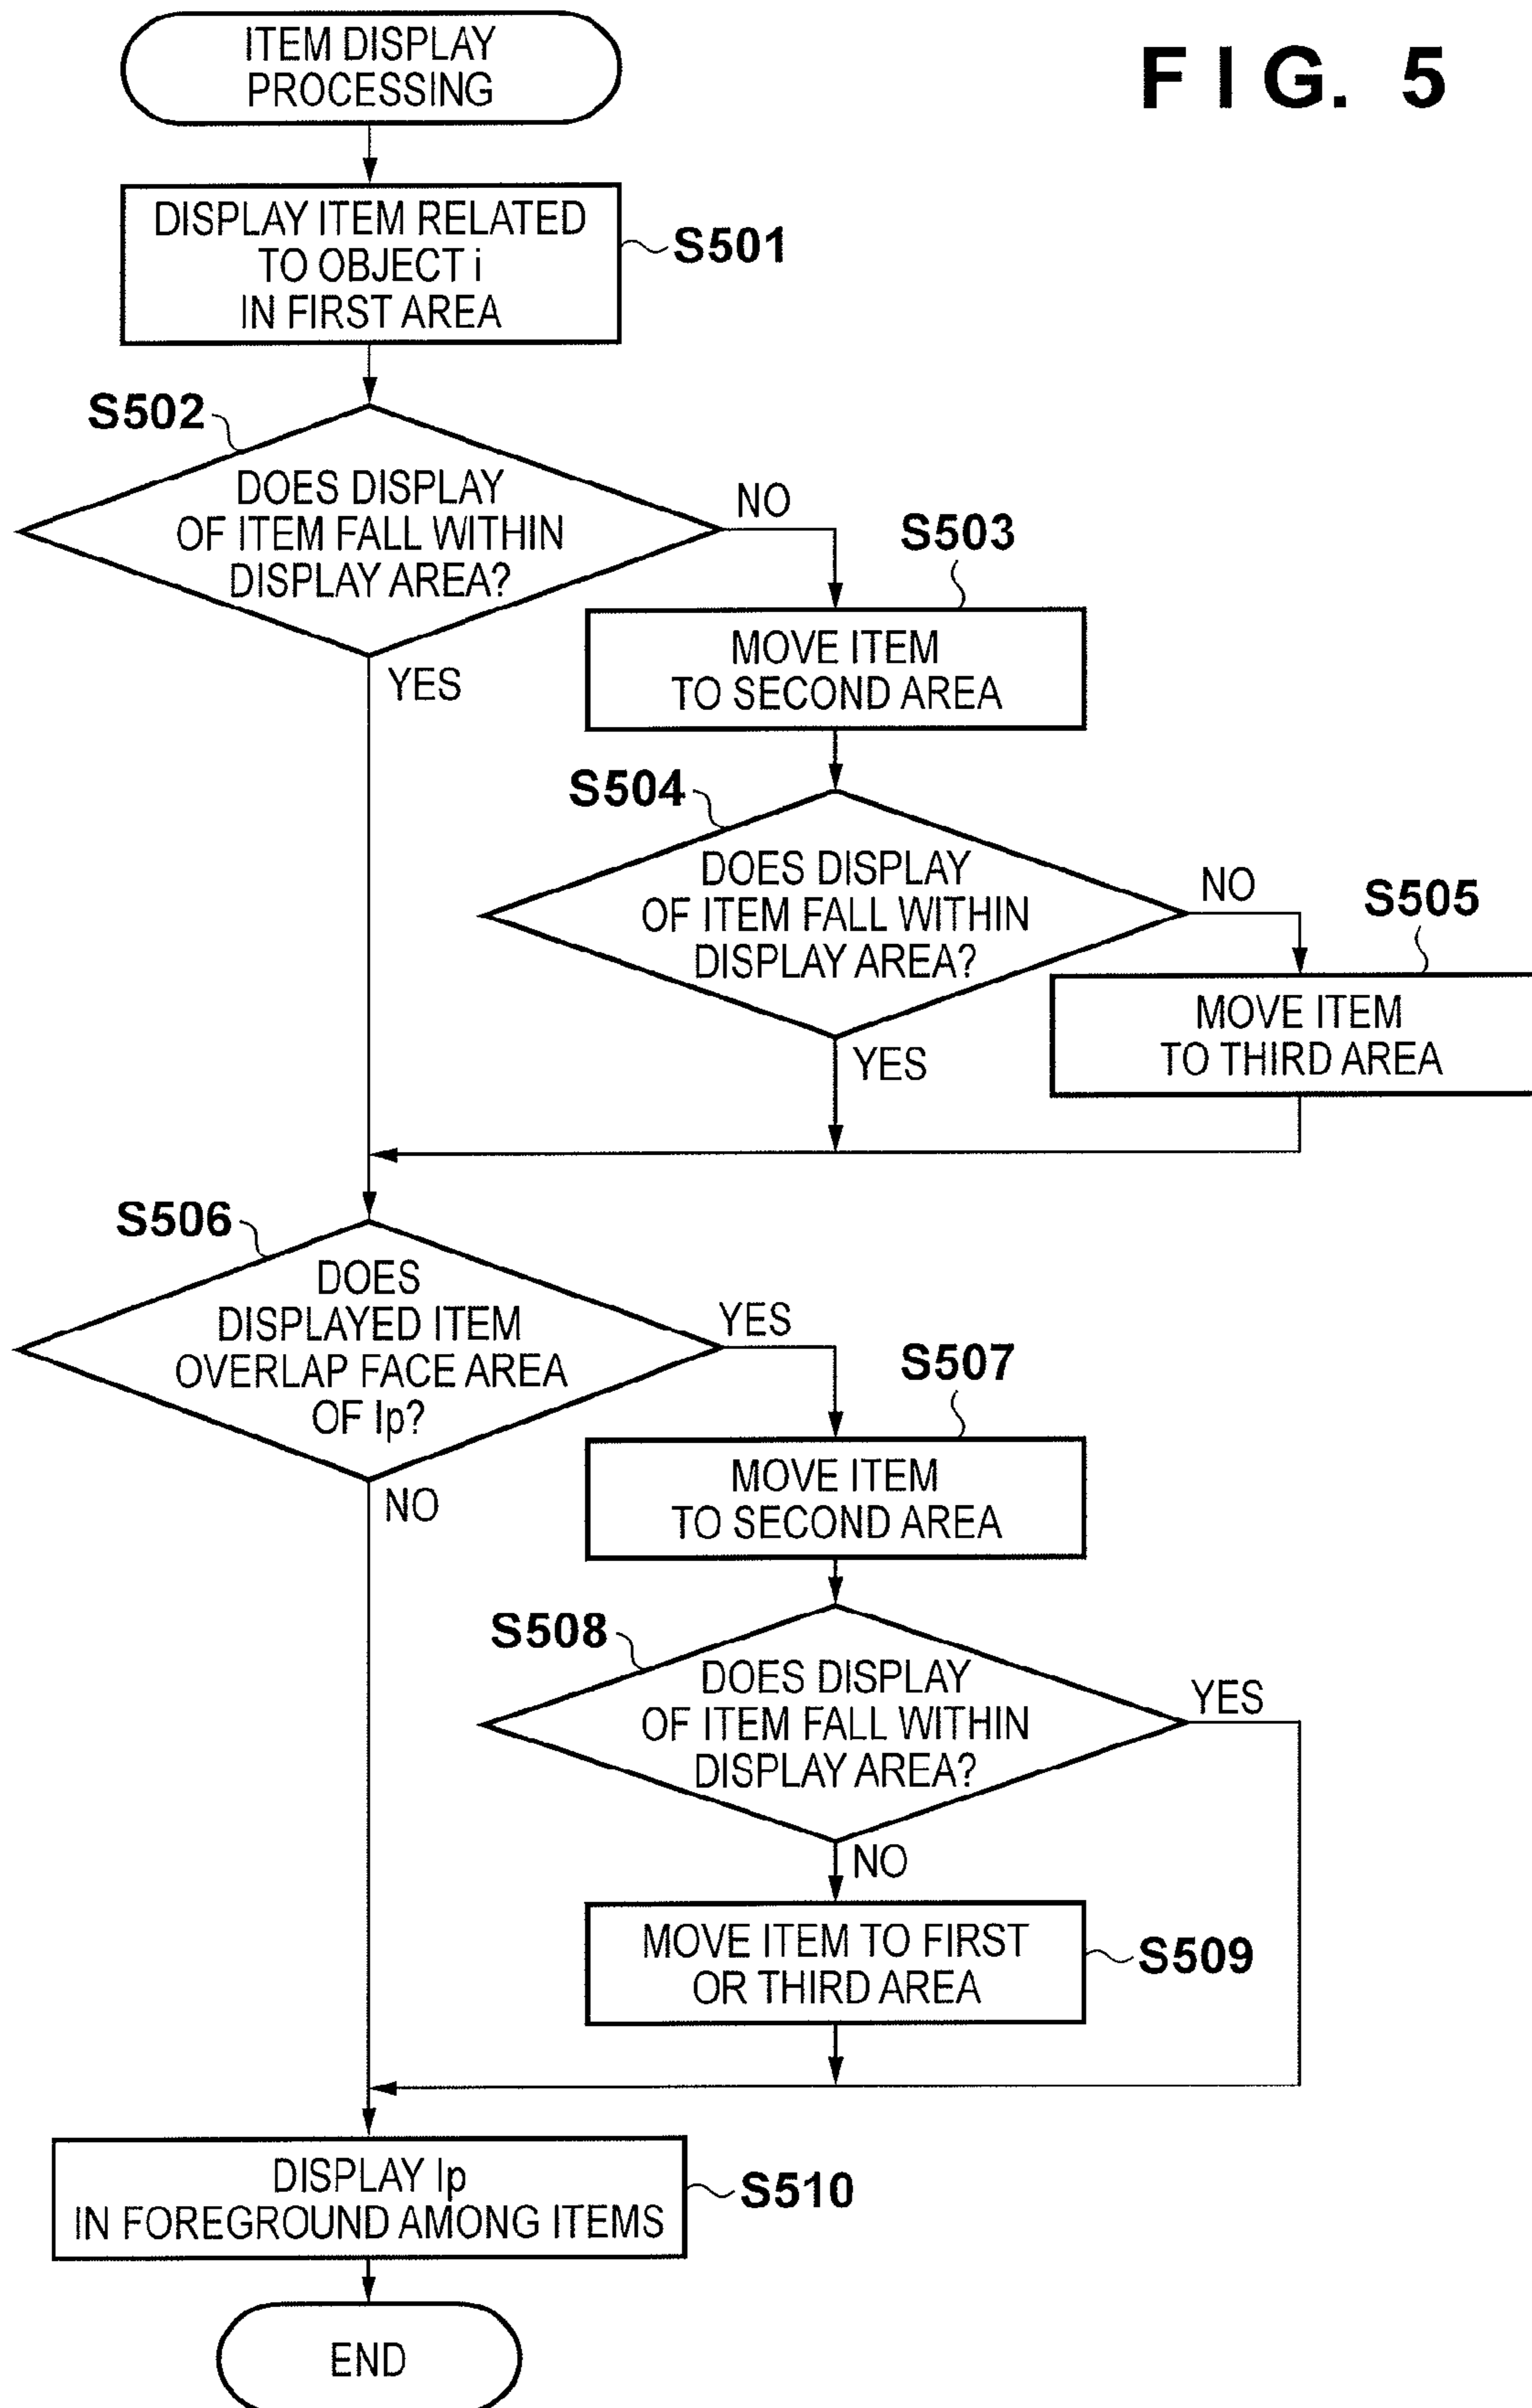 FIG. 5
ITEM DISPLAY
PROCESSING
DISPLAY ITEM RELATED
TO OBJECT i
IN FIRST AREA
S501
S502
DOES DISPLAY
OF ITEM FALL WITHIN
DISPLAY AREA?
NO
YES
S503
MOVE ITEM
TO SECOND AREA
S504
DOES DISPLAY
OF ITEM FALL WITHIN
DISPLAY AREA?
NO
YES
S505
MOVE ITEM
TO THIRD AREA
S506
DOES
DISPLAYED ITEM
OVERLAP FACE AREA
OF Ip?
YES
NO
S507
MOVE ITEM
TO SECOND AREA
S508
DOES DISPLAY
OF ITEM FALL WITHIN
DISPLAY AREA?
YES
NO
MOVE ITEM TO FIRST
OR THIRD AREA
S509
DISPLAY Ip
IN FOREGROUND AMONG ITEMS
S510
END